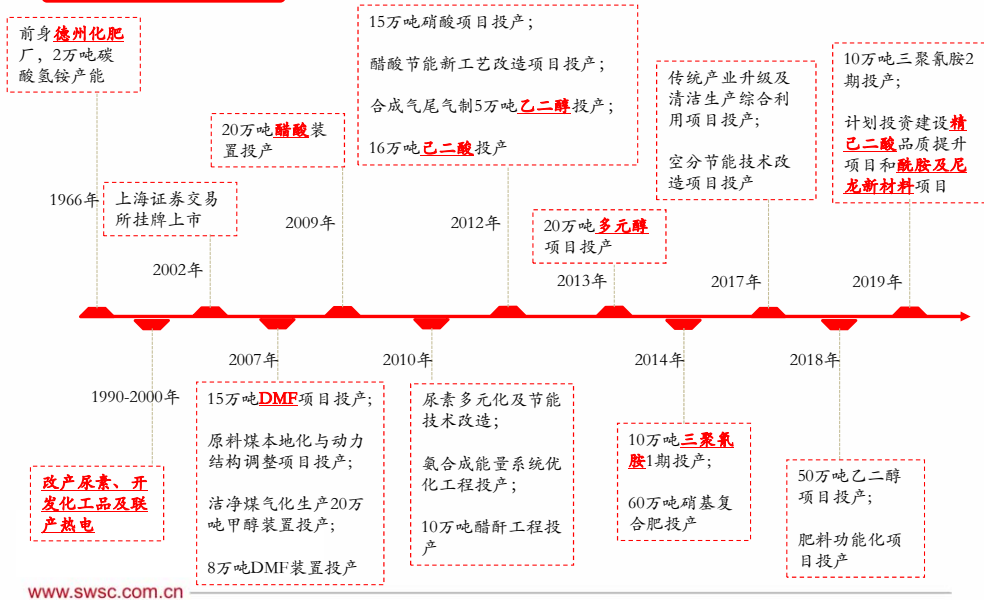 前身德州化肥
厂，2万吨碳
酸氢铵产能
1966年
1990-2000年
改产尿素、开
发化工品及联
产热电
上海证券交易
所挂牌上市
2002年
2007年
15万吨DMF项目投产；
原料煤本地化与动力
结构调整项目投产；
洁净煤气化生产20万
吨甲醇装置投产；
8万吨DMF装置投产
20万吨醋酸装
置投产
2009年
2010年
尿素多元化及节能
技术改造；
氨合成能量系统优
化工程投产；
10万吨醋酐工程投
产
15万吨硝酸项目投产；
醋酸节能新工艺改造项目投产；
合成气尾气制5万吨乙二醇投产；
16万吨己二酸投产
2012年
20万吨多元醇
项目投产
2013年
2014年
10万吨三聚氰
胺1期投产；
60万吨硝基复
合肥投产
传统产业升级及
清洁生产综合利
用项目投产；
空分节能技术改
造项目投产
2017年
2018年
50万吨乙二醇
项目投产；
肥料功能化项
目投产
10万吨三聚氰胺2
期投产；
计划投资建设精
己二酸品质提升
项目和酰胺及尼
龙新材料项目
2019年
www.swsc.com.cn